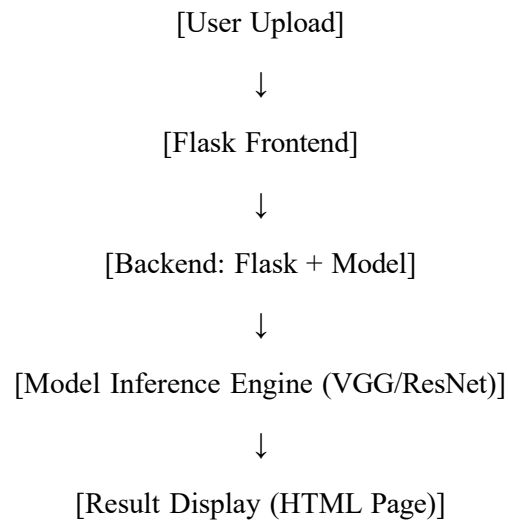 [User Upload]
↓
[Flask Frontend]
↓
[Backend: Flask + Model]
↓
[Model Inference Engine (VGG/ResNet)]
↓
[Result Display (HTML Page)]